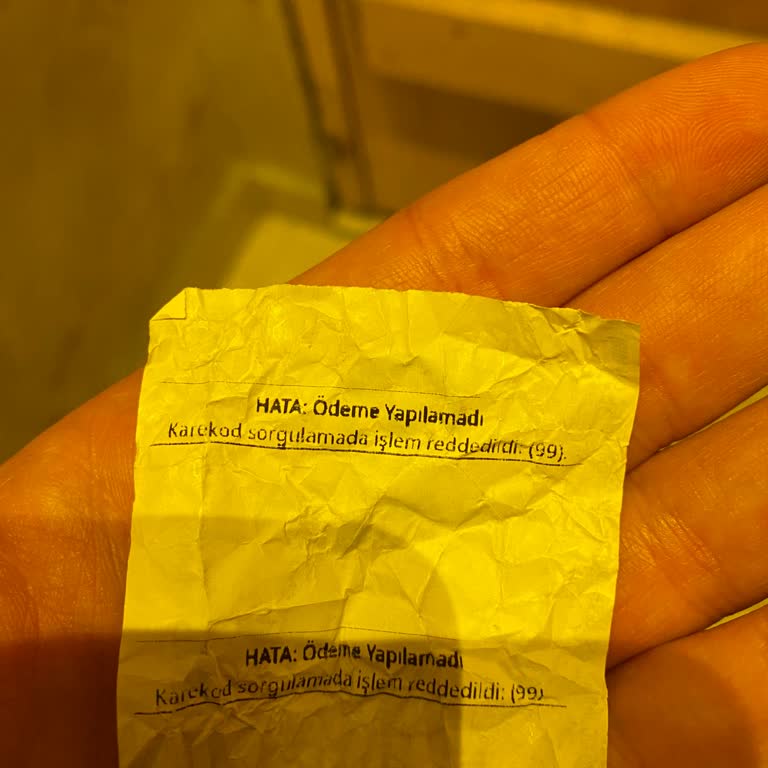 HATA: Ödeme Yapılamadı
Karekod sorgulamada işlem reddedildi: (99).
HATA: Ödeme Yapılamadı
Karekod sorgulamada işlem reddedildi: (99)